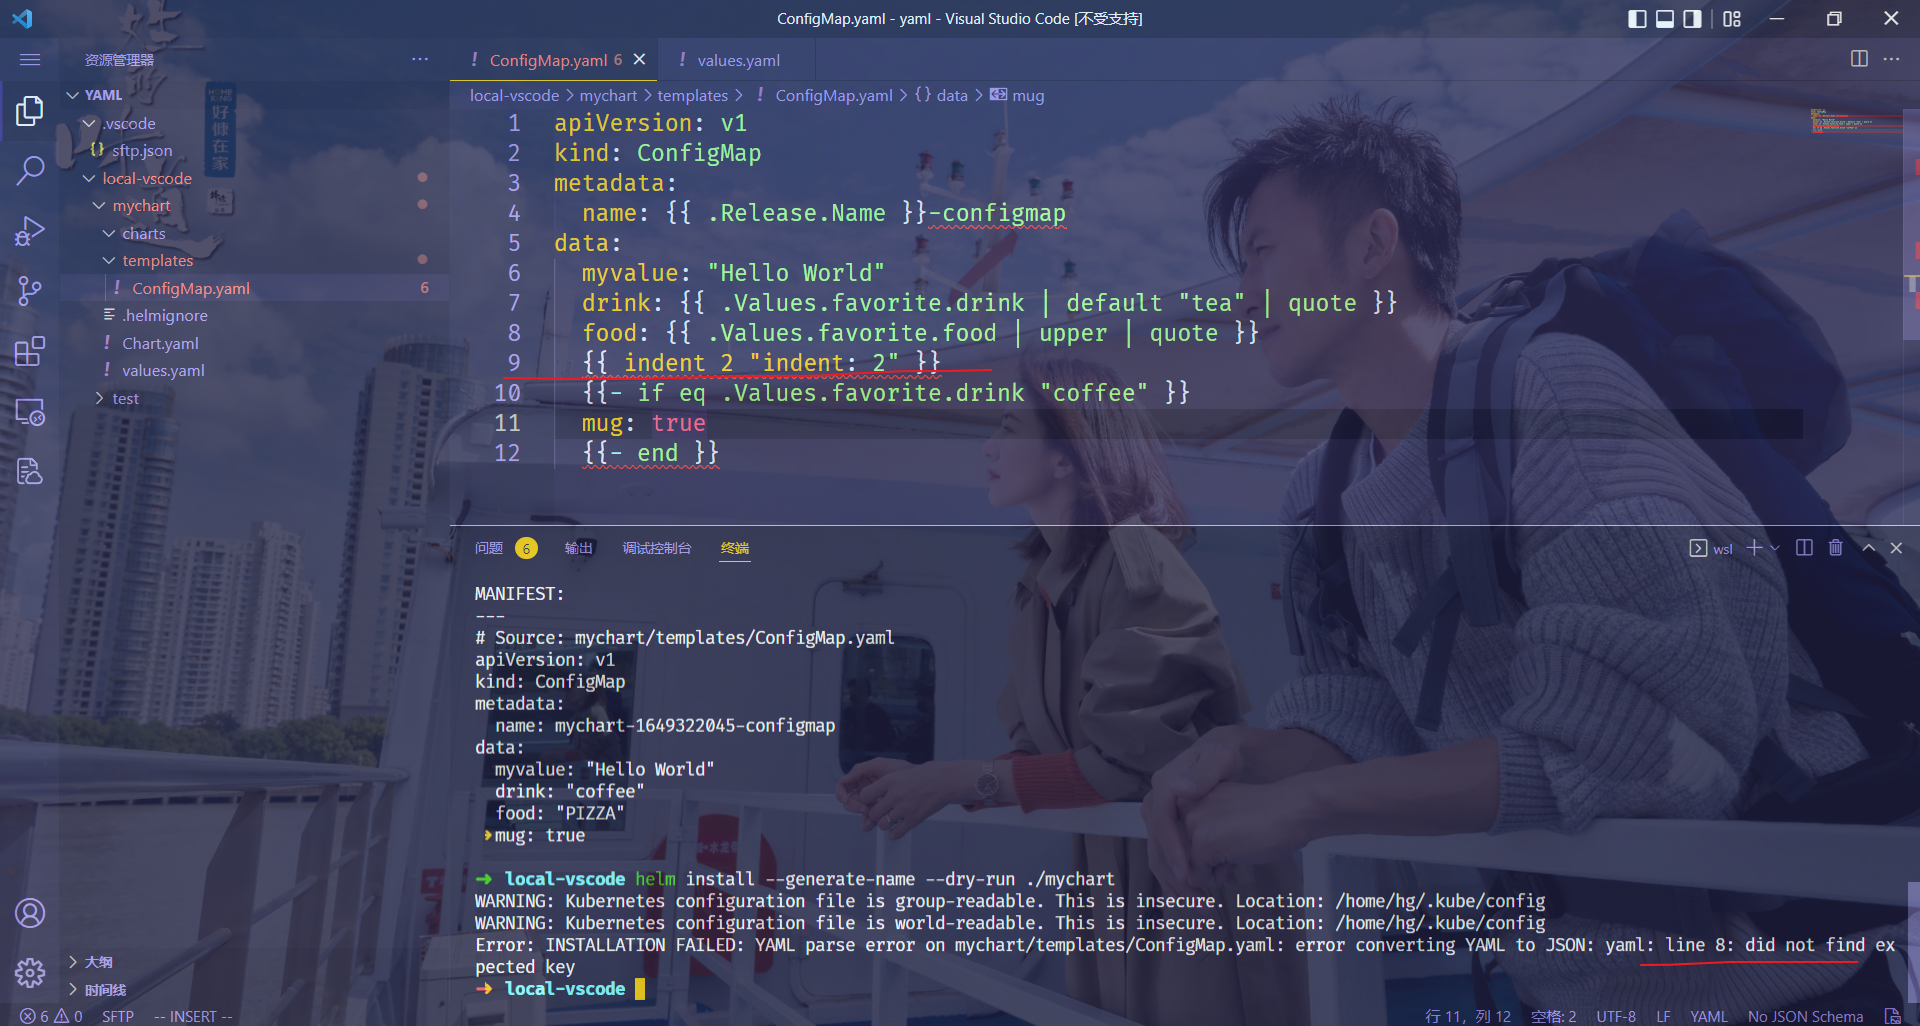 ConfigMap.yaml - yaml - Visual Studio Code [不受支持]
资源管理器
YAML
.vscode
{} sftp.json
local-vscode
mychart
charts
templates
! ConfigMap.yaml 6
.helmignore
! Chart.yaml
! values.yaml
test
大纲
时间线
! ConfigMap.yaml 6
! values.yaml
local-vscode > mychart > templates > ! ConfigMap.yaml > {} data > mug
1 apiVersion: v1
2 kind: ConfigMap
3 metadata:
4 name: {{ .Release.Name }}-configmap
5 data:
6 myvalue: "Hello World"
7 drink: {{ .Values.favorite.drink | default "tea" | quote }}
8 food: {{ .Values.favorite.food | upper | quote }}
9 {{ indent 2 "indent: 2" }}
10 {{- if eq .Values.favorite.drink "coffee" }}
11 mug: true
12 {{- end }}
问题 6 输出 调试控制台 终端
wsl
MANIFEST:
---
# Source: mychart/templates/ConfigMap.yaml
apiVersion: v1
kind: ConfigMap
metadata:
name: mychart-1649322045-configmap
data:
myvalue: "Hello World"
drink: "coffee"
food: "PIZZA"
mug: true
➜ local-vscode helm install --generate-name --dry-run ./mychart
WARNING: Kubernetes configuration file is group-readable. This is insecure. Location: /home/hg/.kube/config
WARNING: Kubernetes configuration file is world-readable. This is insecure. Location: /home/hg/.kube/config
Error: INSTALLATION FAILED: YAML parse error on mychart/templates/ConfigMap.yaml: error converting YAML to JSON: yaml: line 8: did not find ex
pected key
➜ local-vscode
6 0 SFTP -- INSERT --
行 11，列 12 空格: 2 UTF-8 LF YAML No JSON Schema